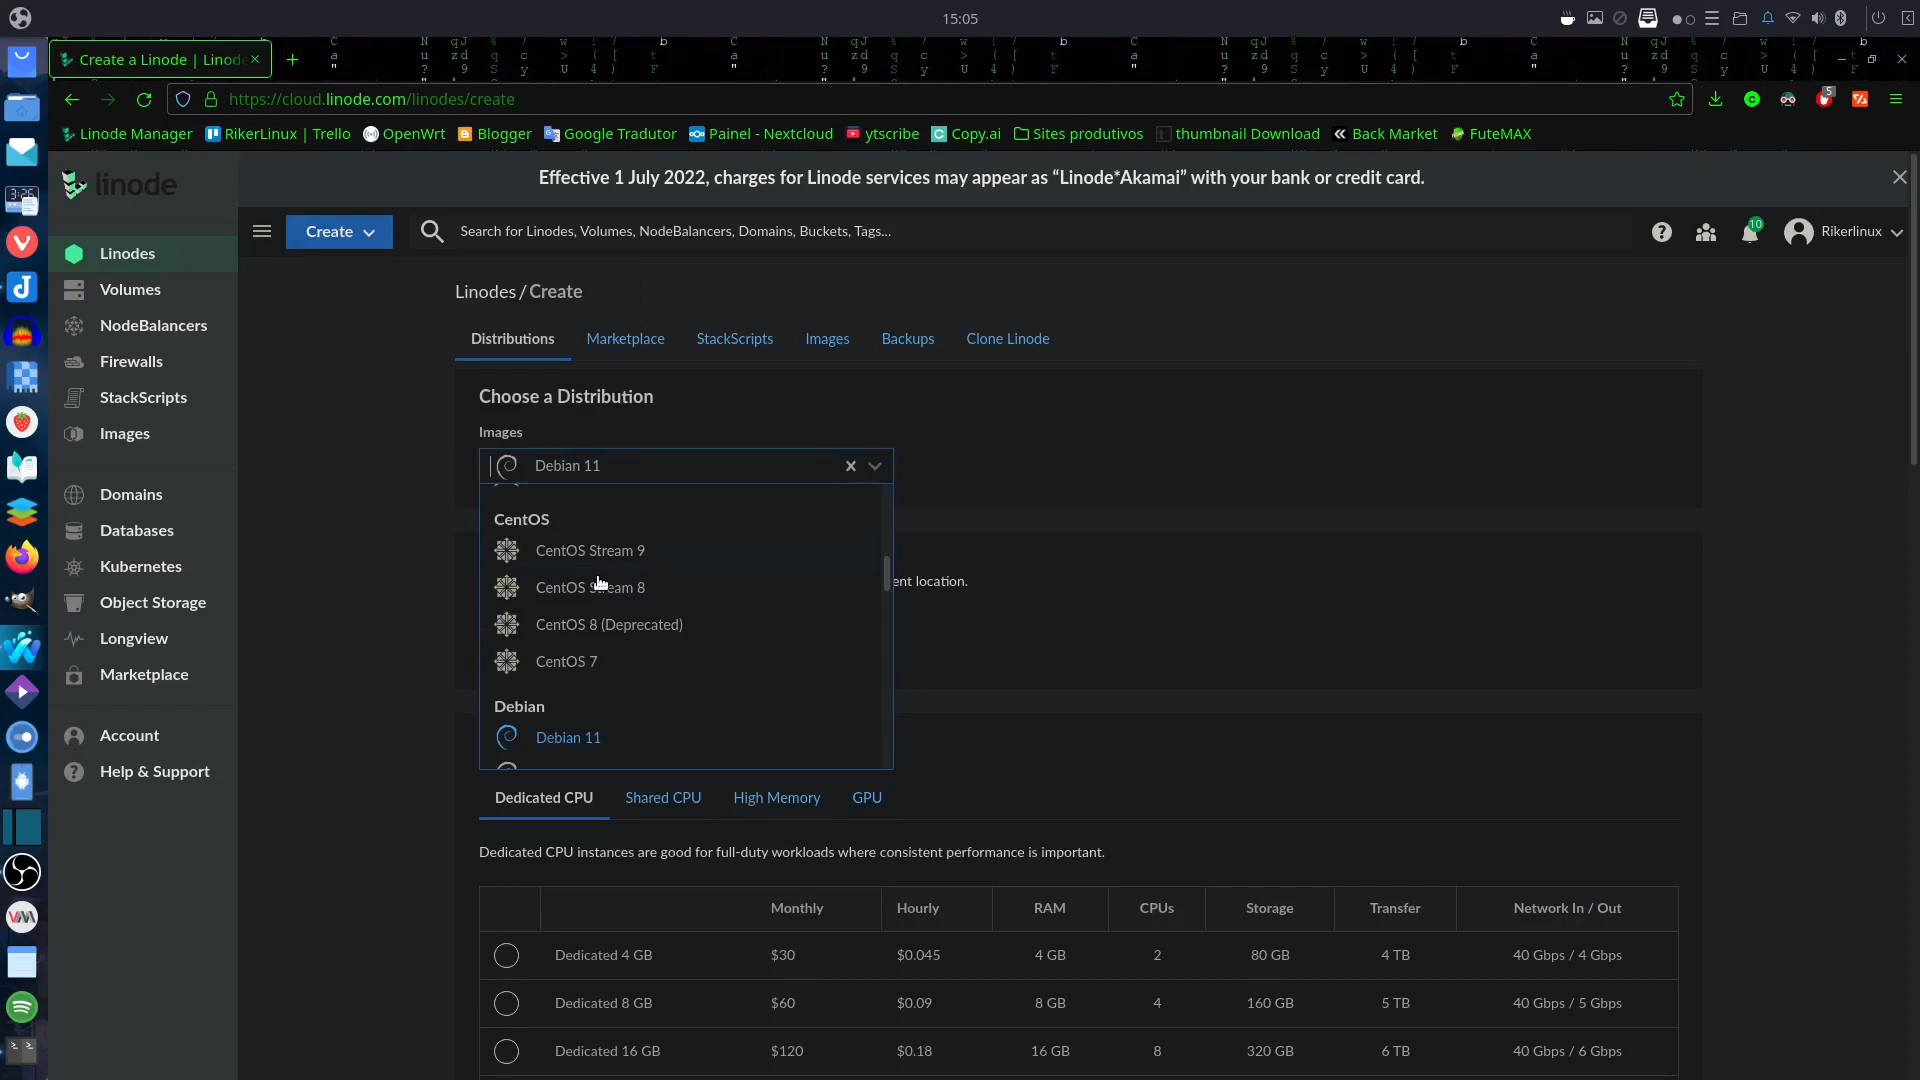 15:05
Create a Linode | Linode
https://cloud.linode.com/linodes/create
5
Linode Manager
RikerLinux | Trello
OpenWrt
Blogger
Google Tradutor
Painel - Nextcloud
ytscribe
Copy.ai
Sites produtivos
thumbnail Download
Back Market
FuteMAX
linode
Effective 1 July 2022, charges for Linode services may appear as “Linode*Akamai” with your bank or credit card.
Create
Search for Linodes, Volumes, NodeBalancers, Domains, Buckets, Tags...
10
Rikerlinux
Linodes
Volumes
NodeBalancers
Firewalls
StackScripts
Images
Domains
Databases
Kubernetes
Object Storage
Longview
Marketplace
Account
Help & Support
Linodes / Create
Distributions
Marketplace
StackScripts
Images
Backups
Clone Linode
Choose a Distribution
Images
Debian 11
CentOS
CentOS Stream 9
CentOS Stream 8
CentOS 8 (Deprecated)
CentOS 7
Debian
Debian 11
ent location.
Dedicated CPU
Shared CPU
High Memory
GPU
Dedicated CPU instances are good for full-duty workloads where consistent performance is important.
Monthly Hourly RAM CPUs Storage Transfer Network In / Out
Dedicated 4 GB $30 $0.045 4 GB 2 80 GB 4 TB 40 Gbps / 4 Gbps
Dedicated 8 GB $60 $0.09 8 GB 4 160 GB 5 TB 40 Gbps / 5 Gbps
Dedicated 16 GB $120 $0.18 16 GB 8 320 GB 6 TB 40 Gbps / 6 Gbps